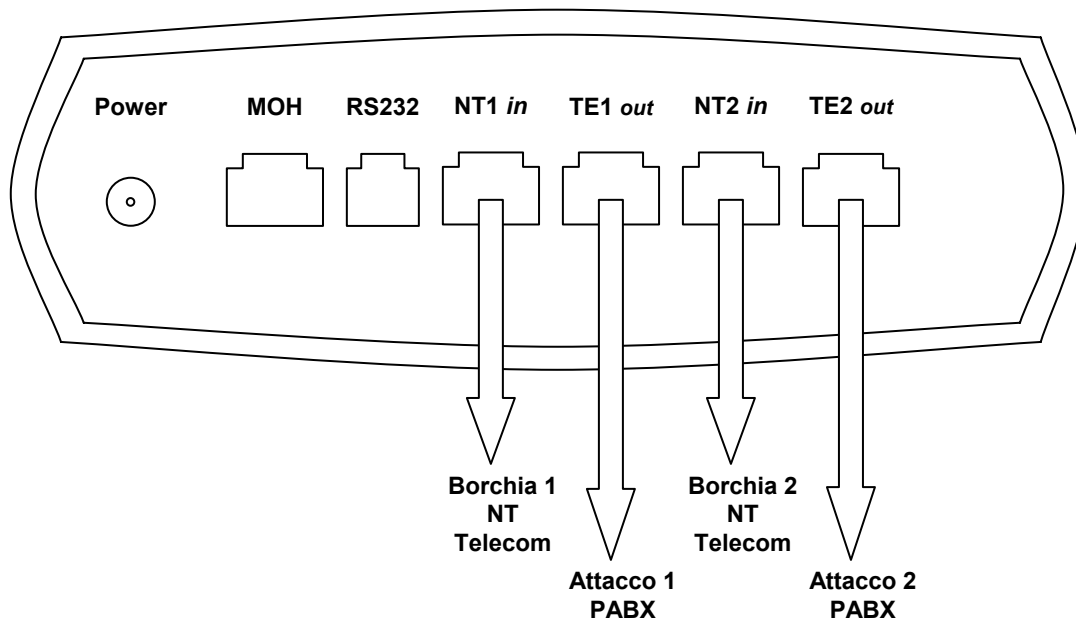 Power MOH RS232 NT1 in TE1 out NT2 in TE2 out
Borchia 1
NT
Telecom
Attacco 1
PABX
Borchia 2
NT
Telecom
Attacco 2
PABX